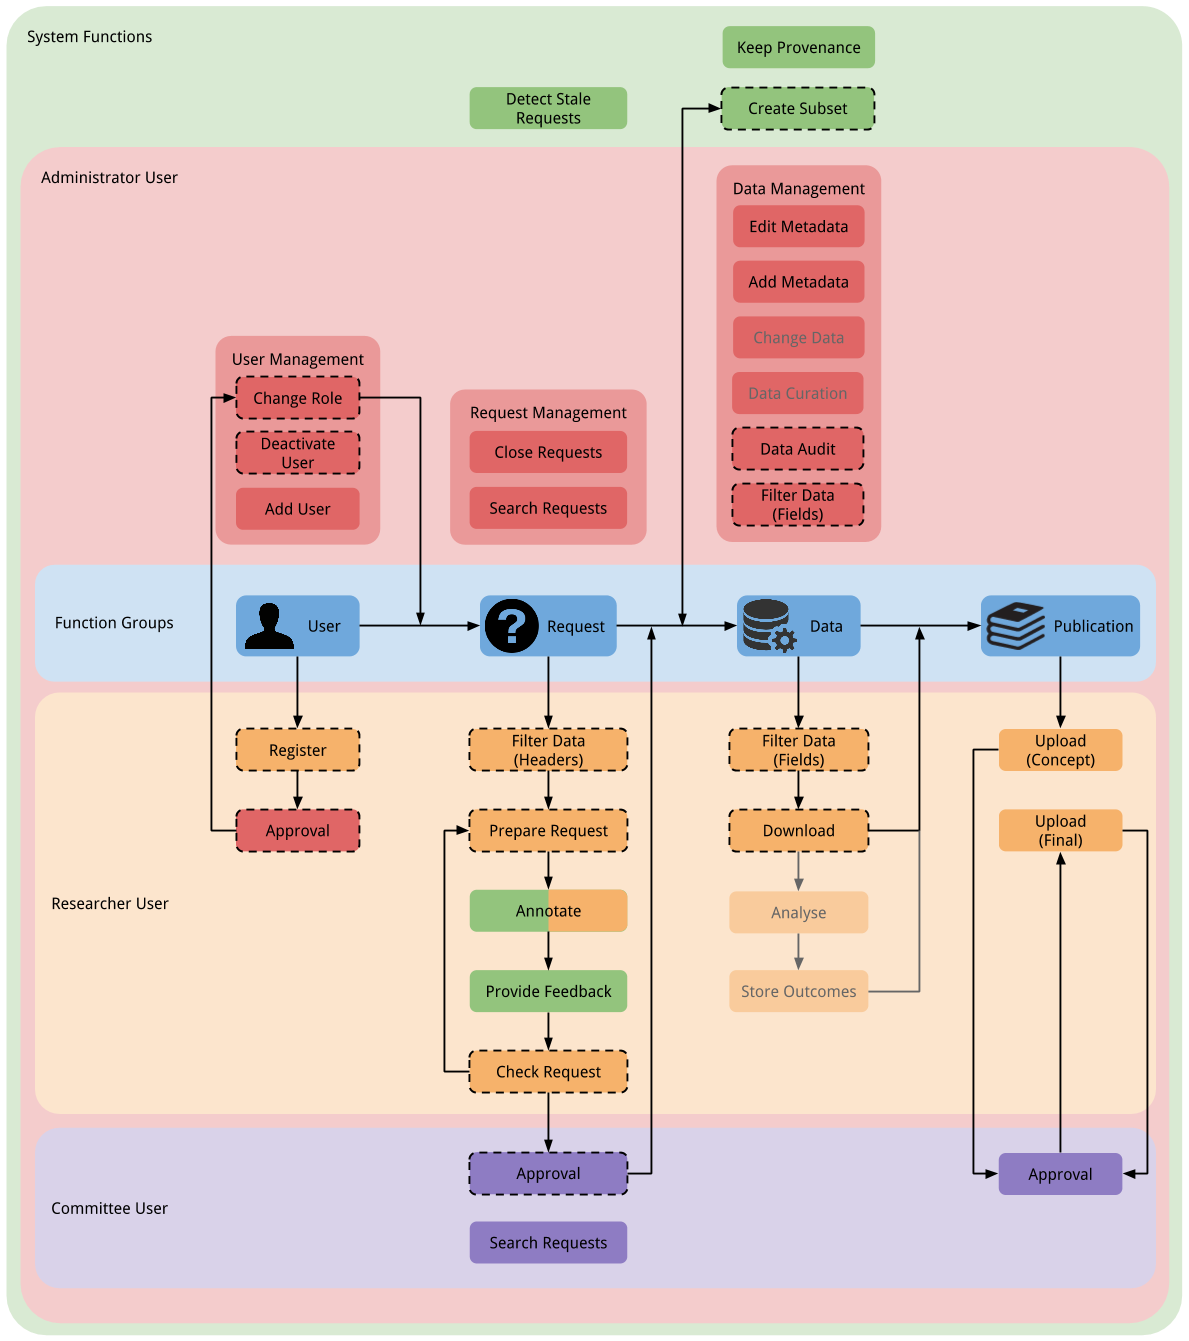 System Functions
Keep Provenance
Detect Stale
Requests
Create Subset
Administrator User
Data Management
Edit Metadata
Add Metadata
Change Data
Data Curation
Data Audit
Filter Data
(Fields)
User Management
Change Role
Deactivate
User
Add User
Request Management
Close Requests
Search Requests
Function Groups
User
Request
Data
Publication
Researcher User
Register
Approval
Filter Data
(Headers)
Prepare Request
Annotate
Provide Feedback
Check Request
Filter Data
(Fields)
Download
Analyse
Store Outcomes
Upload
(Concept)
Upload
(Final)
Committee User
Approval
Search Requests
Approval